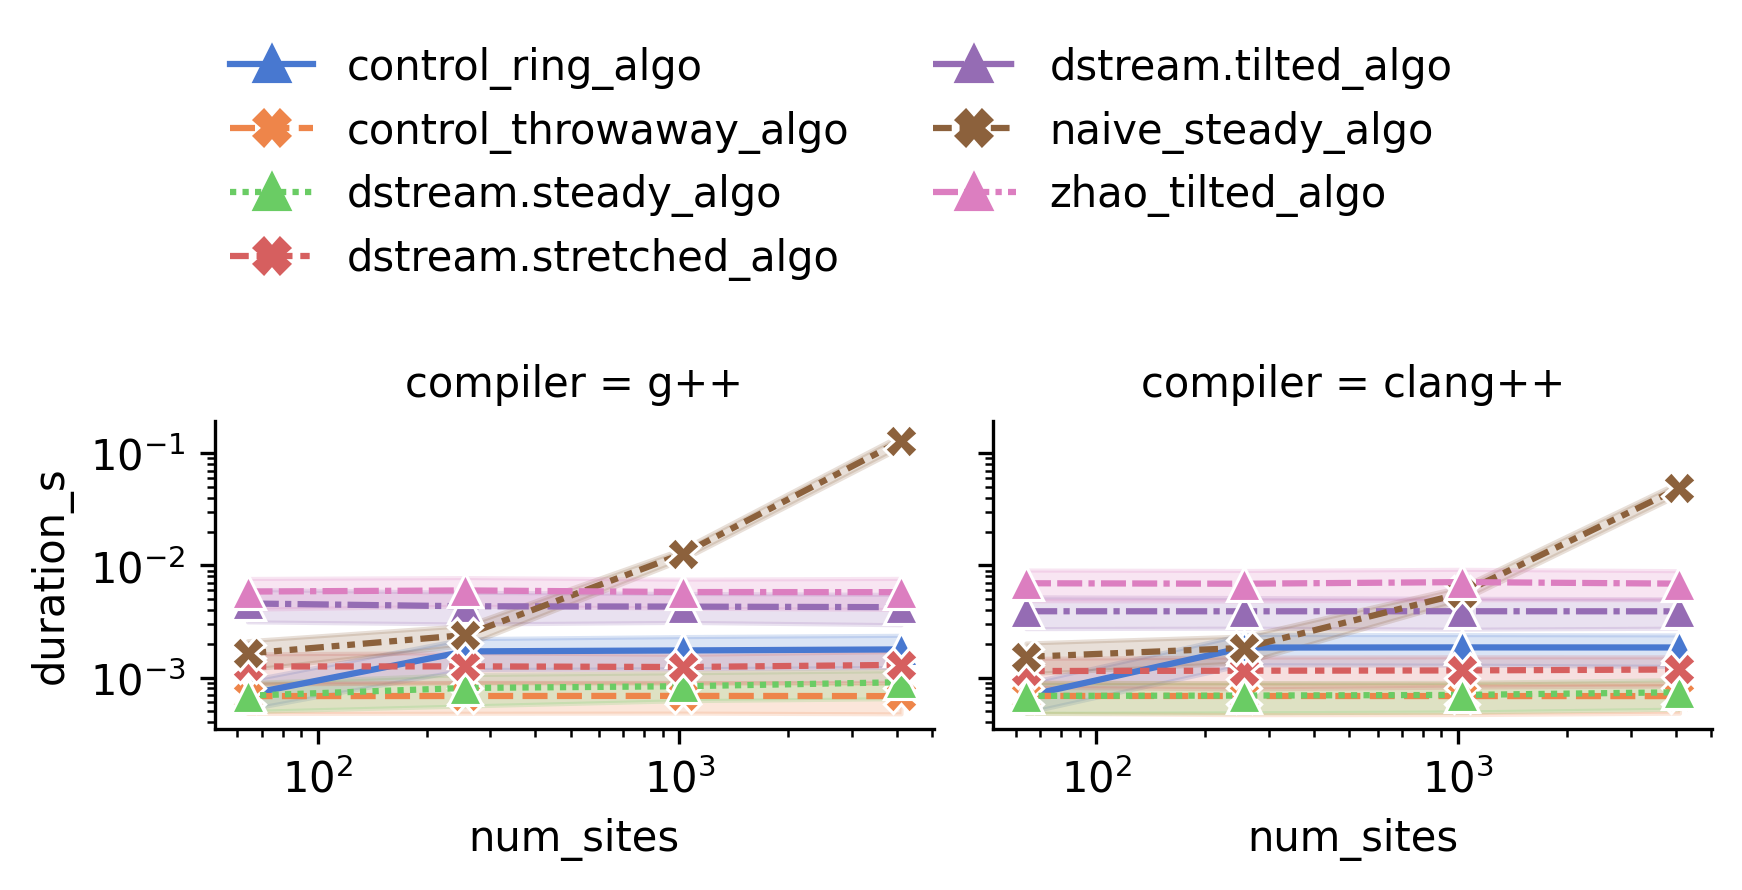 control_ring_algo
control_throwaway_algo
dstream.steady_algo
dstream.stretched_algo
dstream.tilted_algo
naive_steady_algo
zhao_tilted_algo
compiler = g++
compiler = clang++
duration_s
10⁻¹
10⁻²
10⁻³
10² 10³
10² 10³
num_sites
num_sites